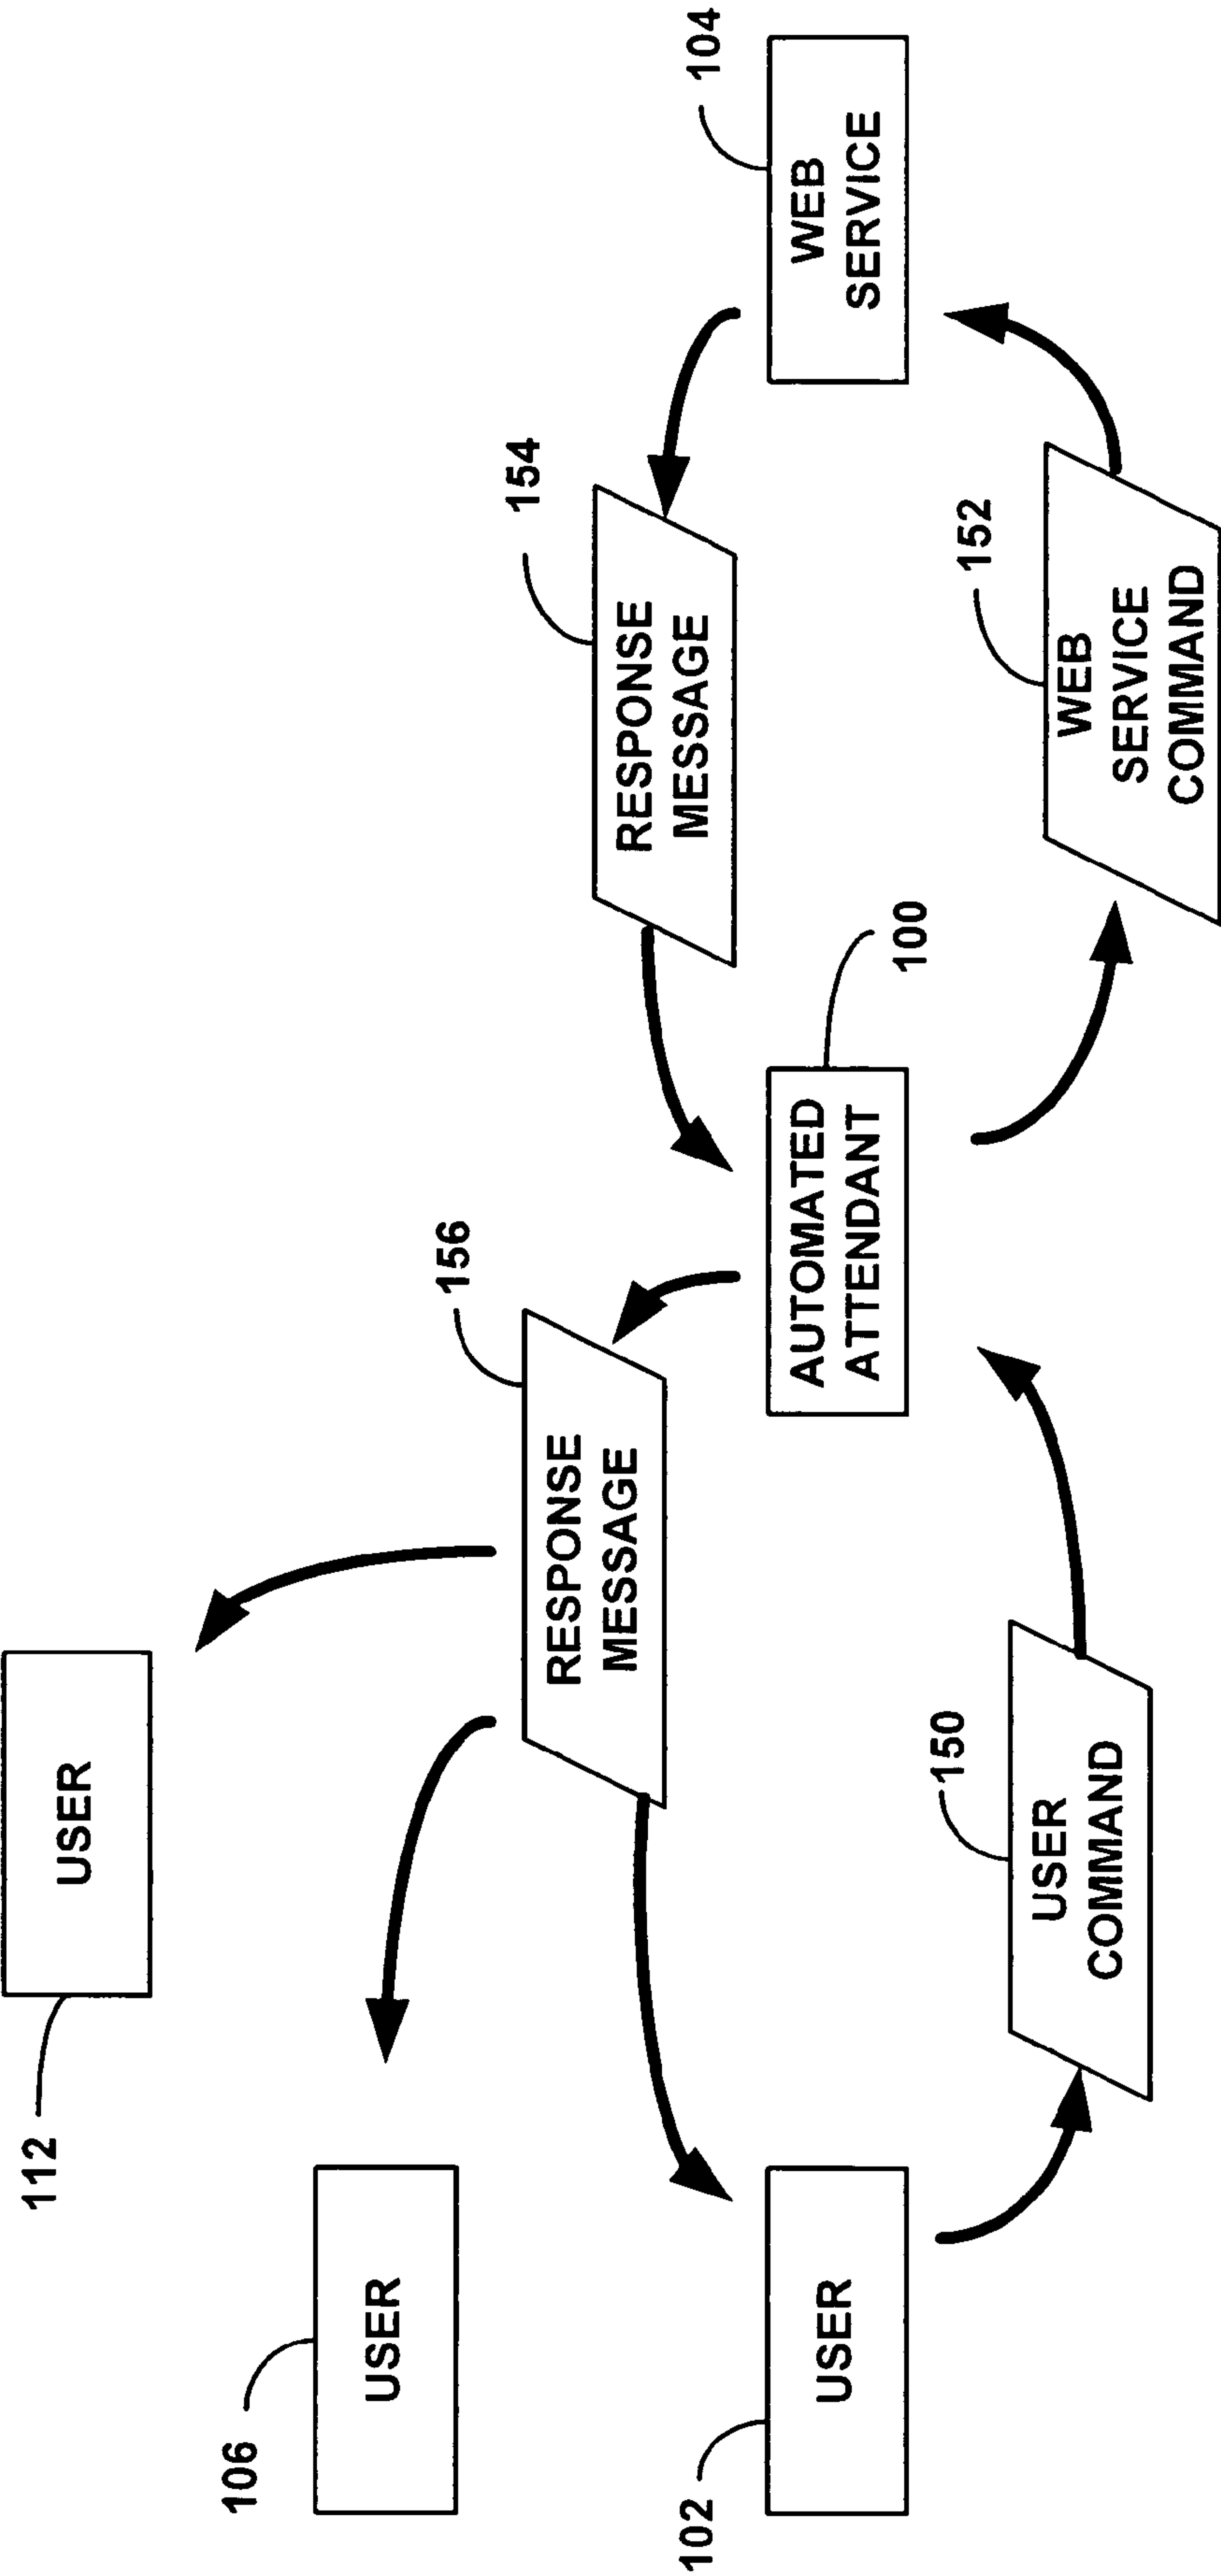 112
USER
106
USER
156
RESPONSE
MESSAGE
154
RESPONSE
MESSAGE
104
WEB
SERVICE
102
USER
AUTOMATED
ATTENDANT
100
150
USER
COMMAND
152
WEB
SERVICE
COMMAND